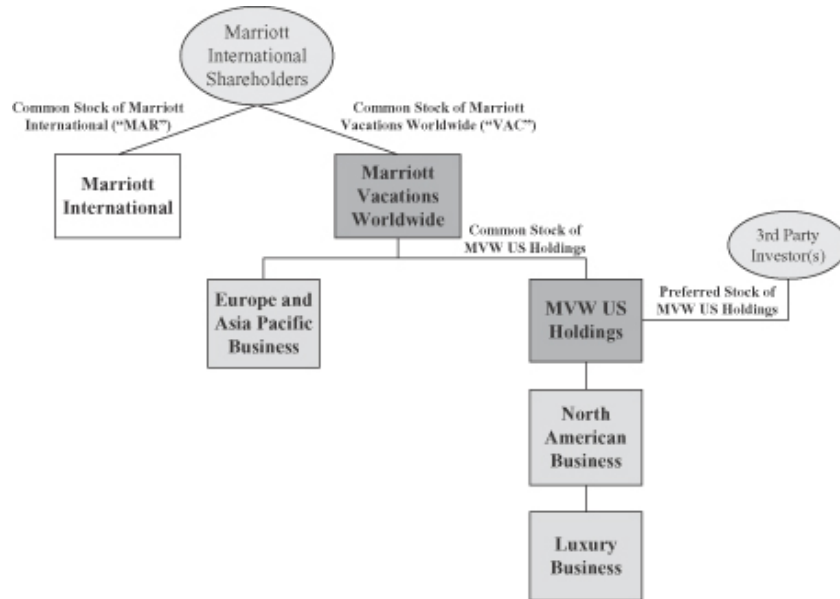 Marriott
International
Shareholders
Common Stock of Marriott
International (“MAR”)
Common Stock of Marriott
Vacations Worldwide (“VAC”)
Marriott
International
Marriott
Vacations
Worldwide
Common Stock of
MVW US Holdings
3rd Party
Investor(s)
Europe and
Asia Pacific
Business
MVW US
Holdings
Preferred Stock of
MVW US Holdings
North
American
Business
Luxury
Business